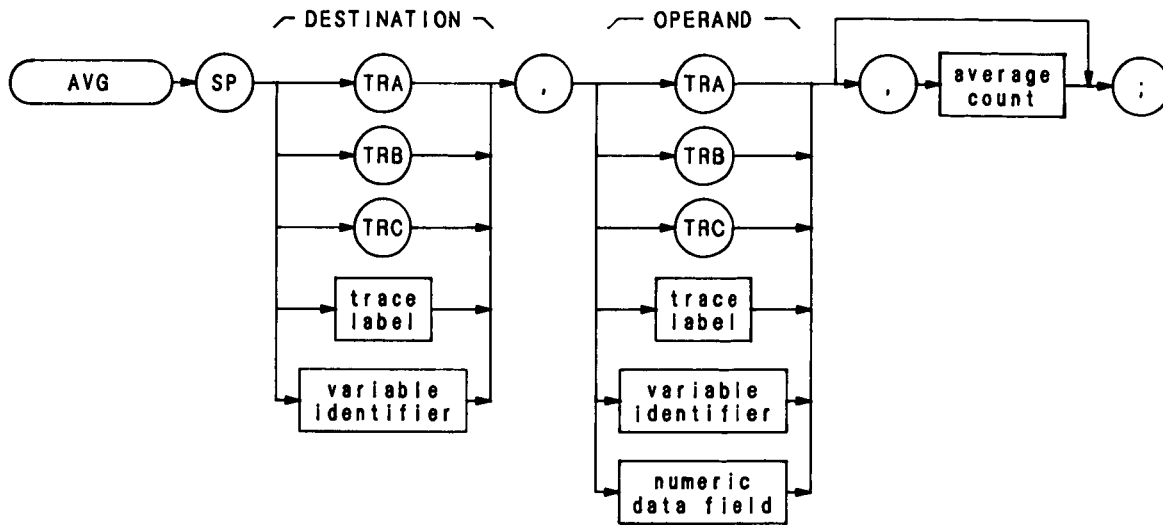 DESTINATION OPERAND
AVG SP TRA , TRA , average count ;
TRB TRB
TRC TRC
trace label trace label
variable identifier variable identifier
numeric data field